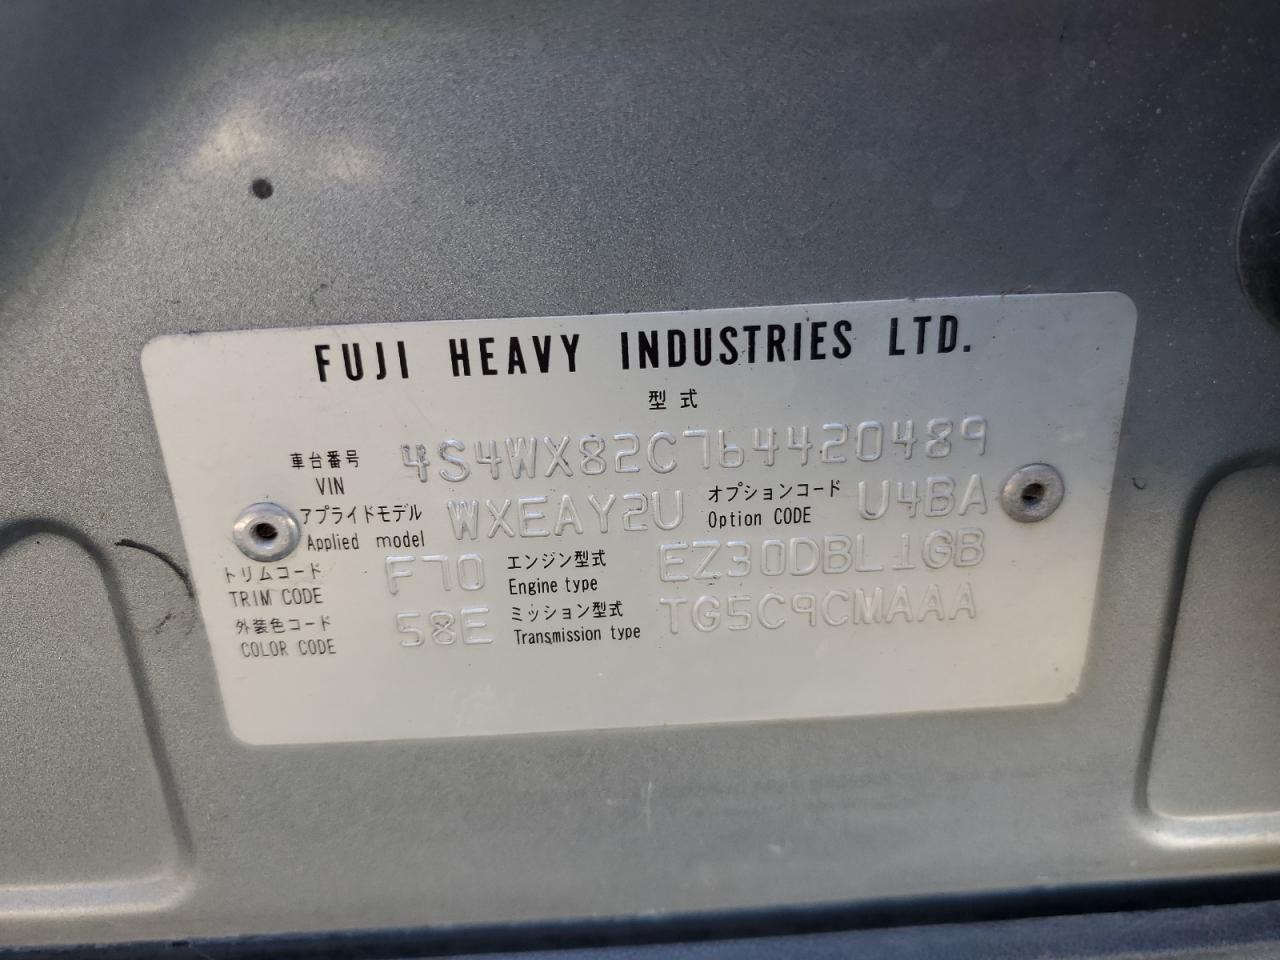 FUJI HEAVY INDUSTRIES LTD.
型式
車台番号 VIN 4S4WX82C764420489
アプライドモデル Applied model WXEAY2U オプションコード Option CODE U4BA
トリムコード TRIM CODE F70 エンジン型式 Engine type EZ30DBL1GB
外装色コード COLOR CODE 58E ミッション型式 Transmission type TG5C9CMAAA